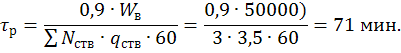 τр = 0,9 · Wв / ∑ Nств · qств · 60 = 0,9 · 50000) / 3 · 3,5 · 60 = 71 мин.